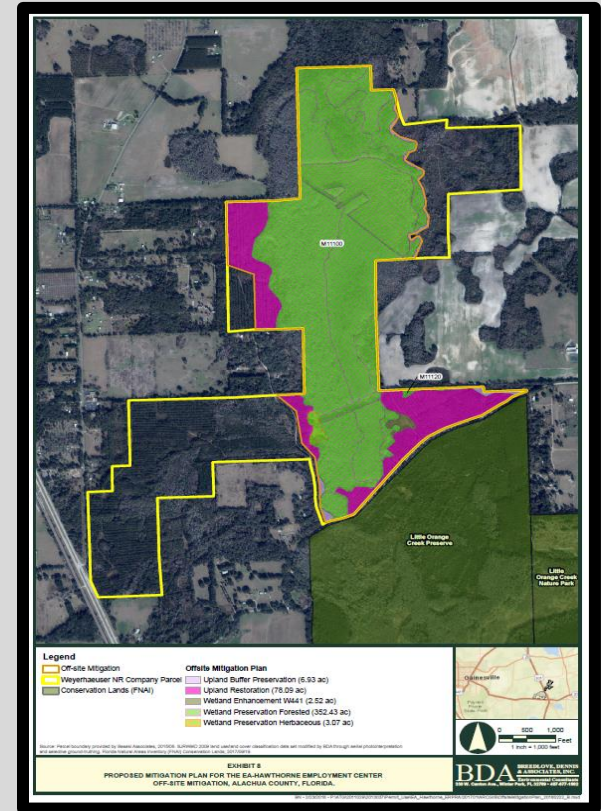 M11100
M11120
Little Orange
Creek Preserve
Little
Orange Creek
Nature Park
Legend
Off-site Mitigation
Weyerhaeuser NR Company Parcel
Conservation Lands (FNAI)
Offsite Mitigation Plan
Upland Buffer Preservation (6.93 ac)
Upland Restoration (76.09 ac)
Wetland Enhancement W441 (2.52 ac)
Wetland Preservation Forested (352.43 ac)
Wetland Preservation Herbaceous (3.07 ac)
Gainesville
0 500 1,000
Feet
1 inch = 1,000 feet
EXHIBIT 8
PROPOSED MITIGATION PLAN FOR THE EA-HAWTHORNE EMPLOYMENT CENTER
OFF-SITE MITIGATION, ALACHUA COUNTY, FLORIDA.
BDA
BREEDLOVE, DENNIS
& ASSOCIATES, INC.
Environmental Consultants